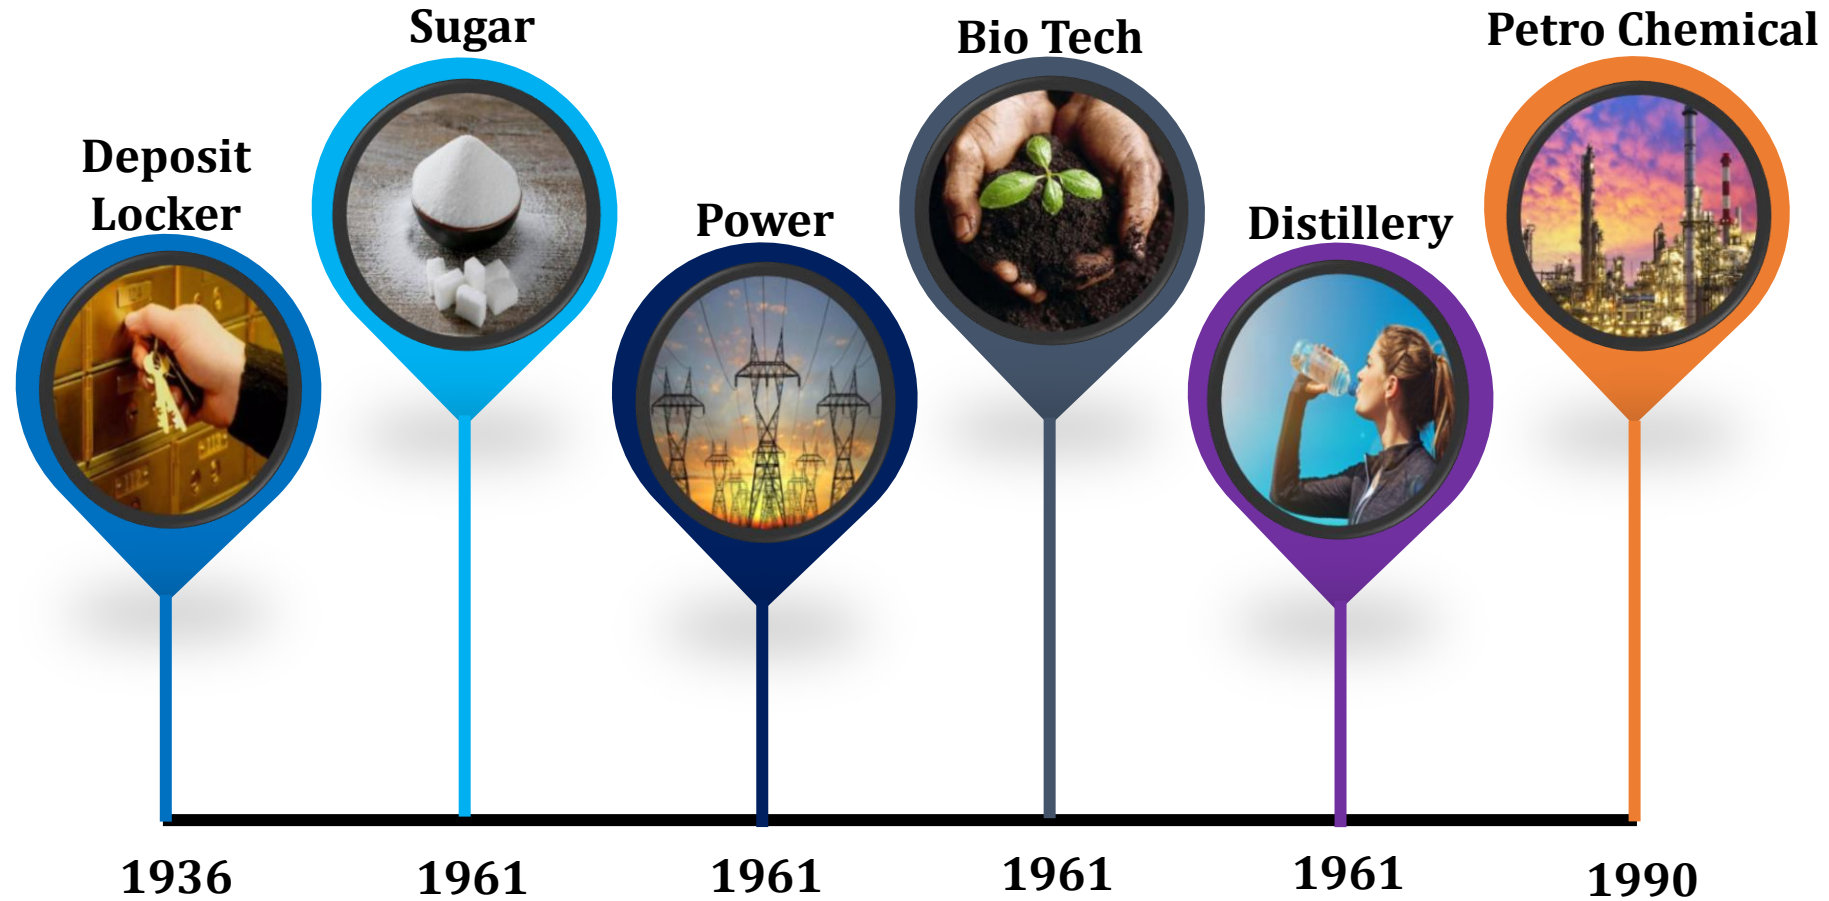 Sugar
Bio Tech
Petro Chemical
Deposit
Locker
Power
Distillery
1936
1961
1961
1961
1961
1990